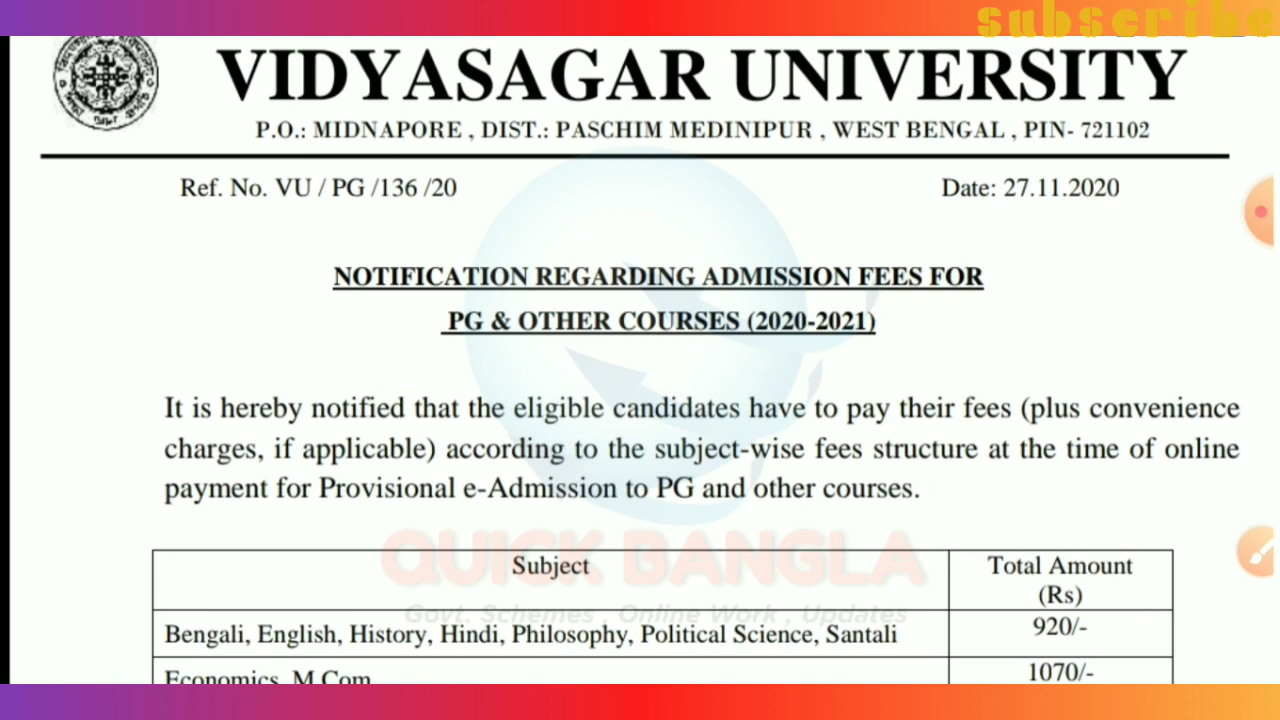 subscribe
VIDYASAGAR UNIVERSITY
P.O.: MIDNAPORE , DIST.: PASCHIM MEDINIPUR , WEST BENGAL , PIN- 721102
Ref. No. VU / PG /136 /20 Date: 27.11.2020
NOTIFICATION REGARDING ADMISSION FEES FOR
PG & OTHER COURSES (2020-2021)
It is hereby notified that the eligible candidates have to pay their fees (plus convenience
charges, if applicable) according to the subject-wise fees structure at the time of online
payment for Provisional e-Admission to PG and other courses.
QUICK BANGLA
Govt. Schemes , Online Work , Updates
Subject Total Amount
(Rs)
Bengali, English, History, Hindi, Philosophy, Political Science, Santali 920/-
Economics, M.Com 1070/-